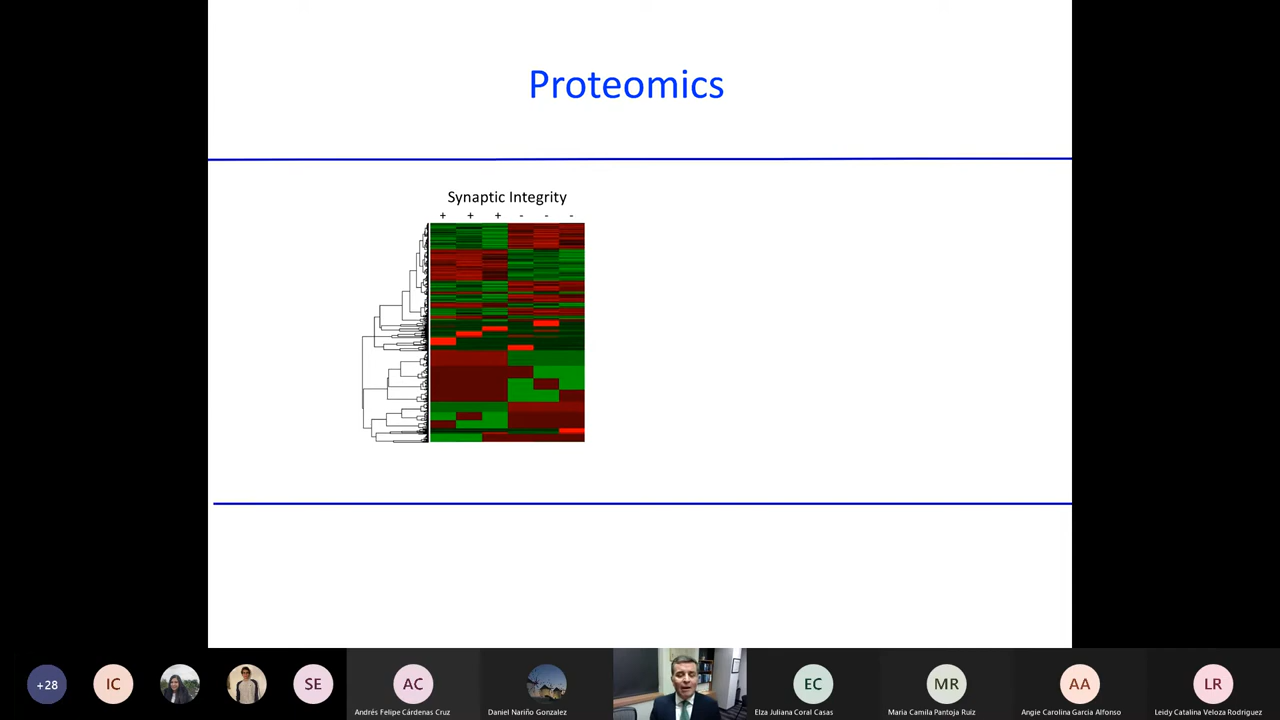 Proteomics
Synaptic Integrity
+ + + - - -
+28
IC
SE
AC
EC
MR
AA
LR
Andrés Felipe Cárdenas Cruz
Daniel Nariño Gonzalez
Elza Juliana Coral Casas
Maria Camila Pantoja Ruiz
Angie Carolina Garcia Alfonso
Leidy Catalina Veloza Rodriguez